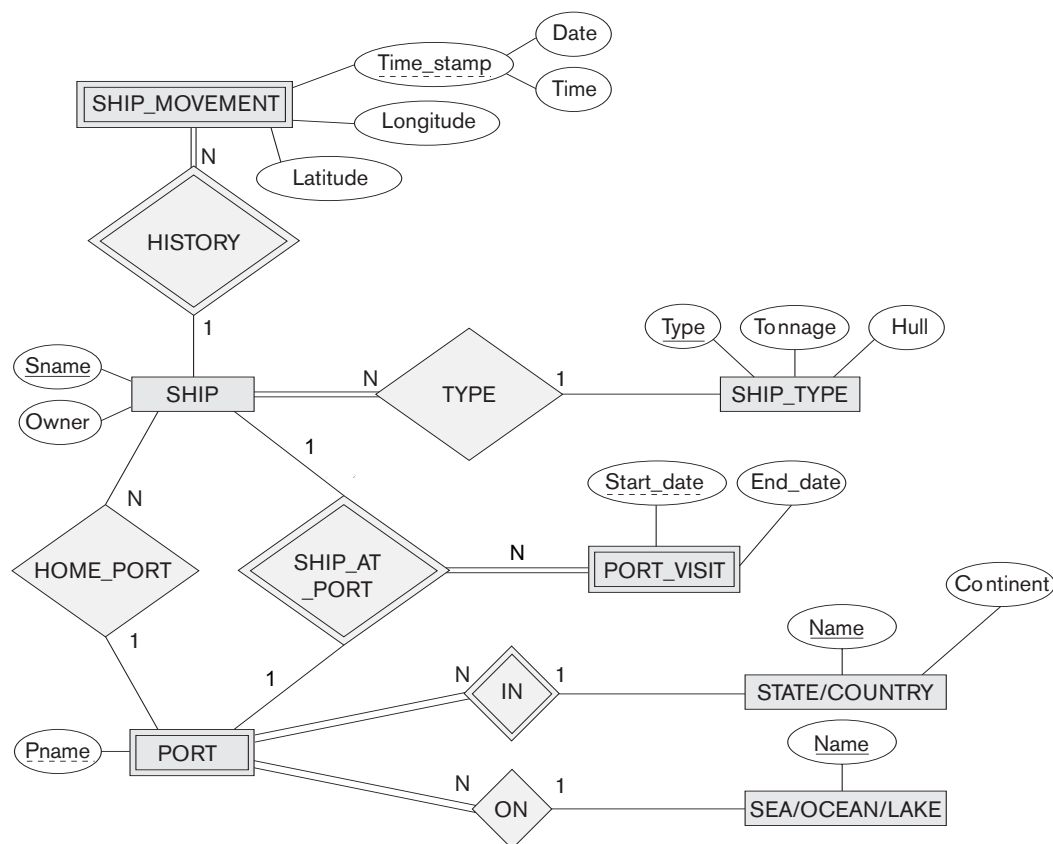 Date
Time_stamp
Time
SHIP_MOVEMENT
Longitude
N
Latitude
HISTORY
1
Type
Tonnage
Hull
Sname
SHIP
N
TYPE
1
SHIP_TYPE
Owner
1
Start_date
End_date
N
HOME_PORT
SHIP_AT
_PORT
N
PORT_VISIT
Continent
1
1
Name
N
IN
1
STATE/COUNTRY
Pname
PORT
Name
N
ON
1
SEA/OCEAN/LAKE